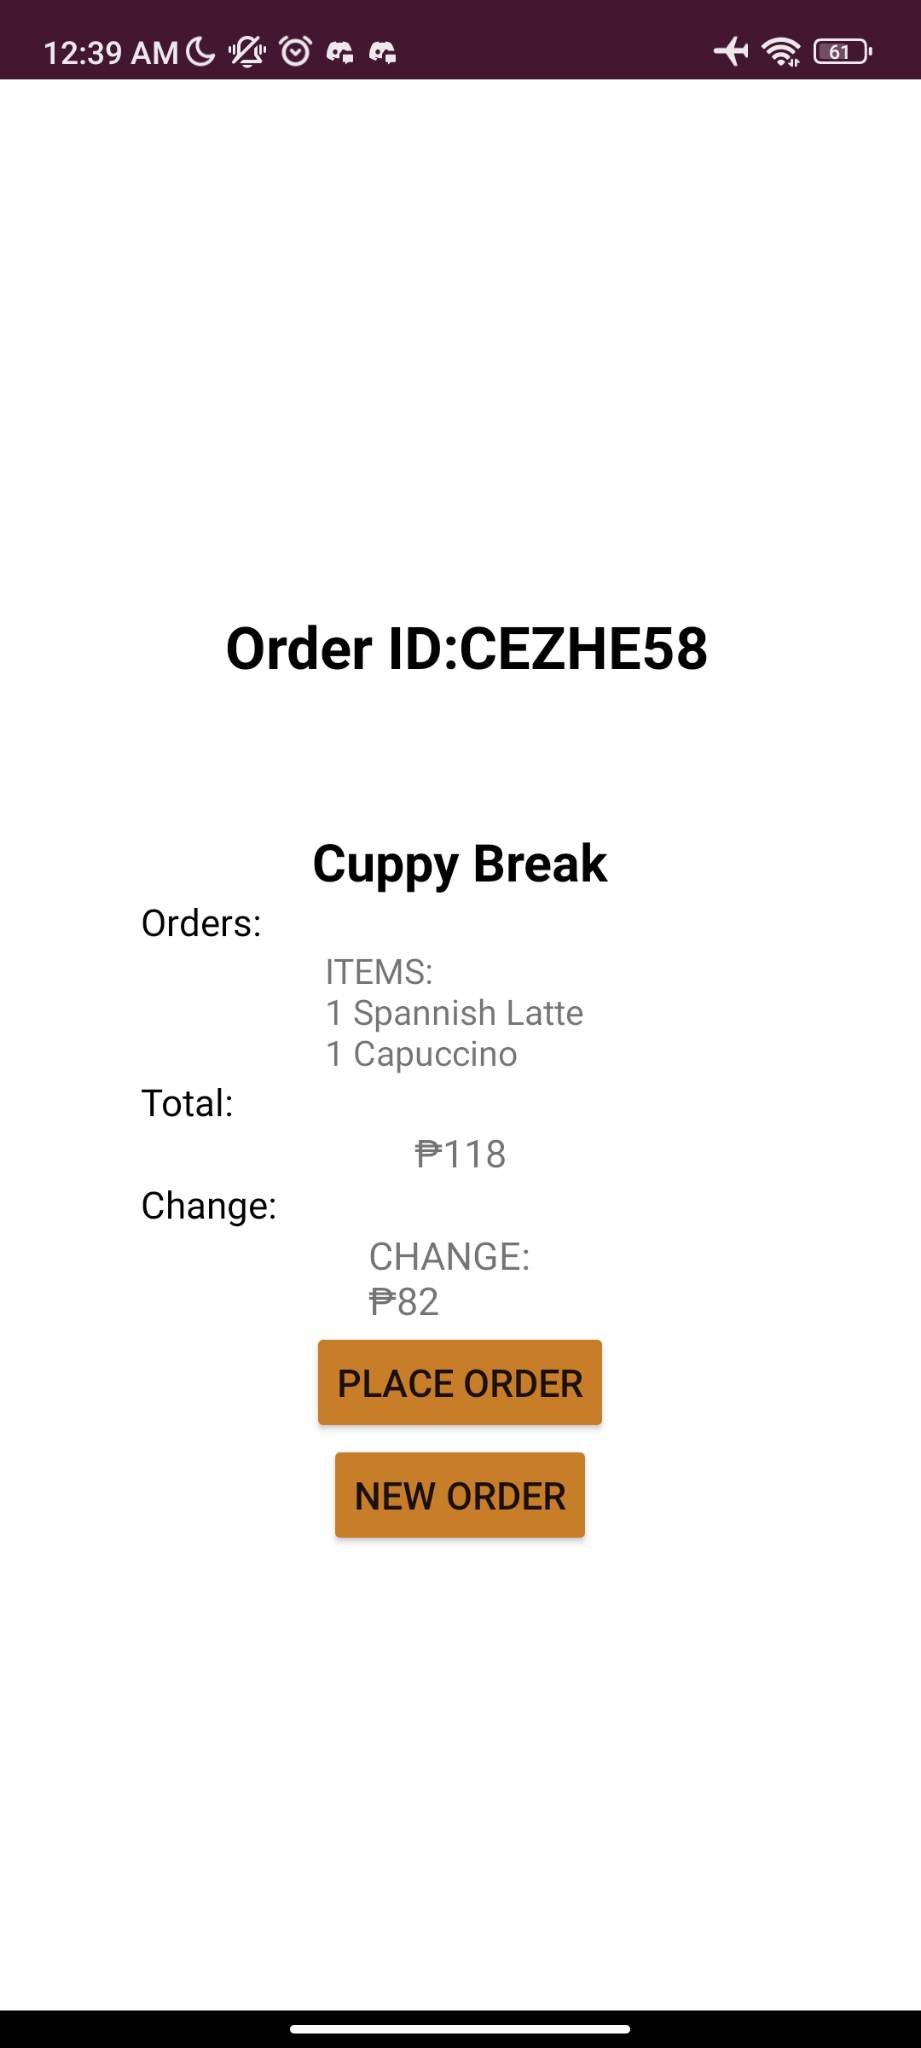 12:39 AM
61
Order ID:CEZHE58
Cuppy Break
Orders:
ITEMS:
1 Spannish Latte
1 Capuccino
Total:
₱118
Change:
CHANGE:
₱82
PLACE ORDER
NEW ORDER